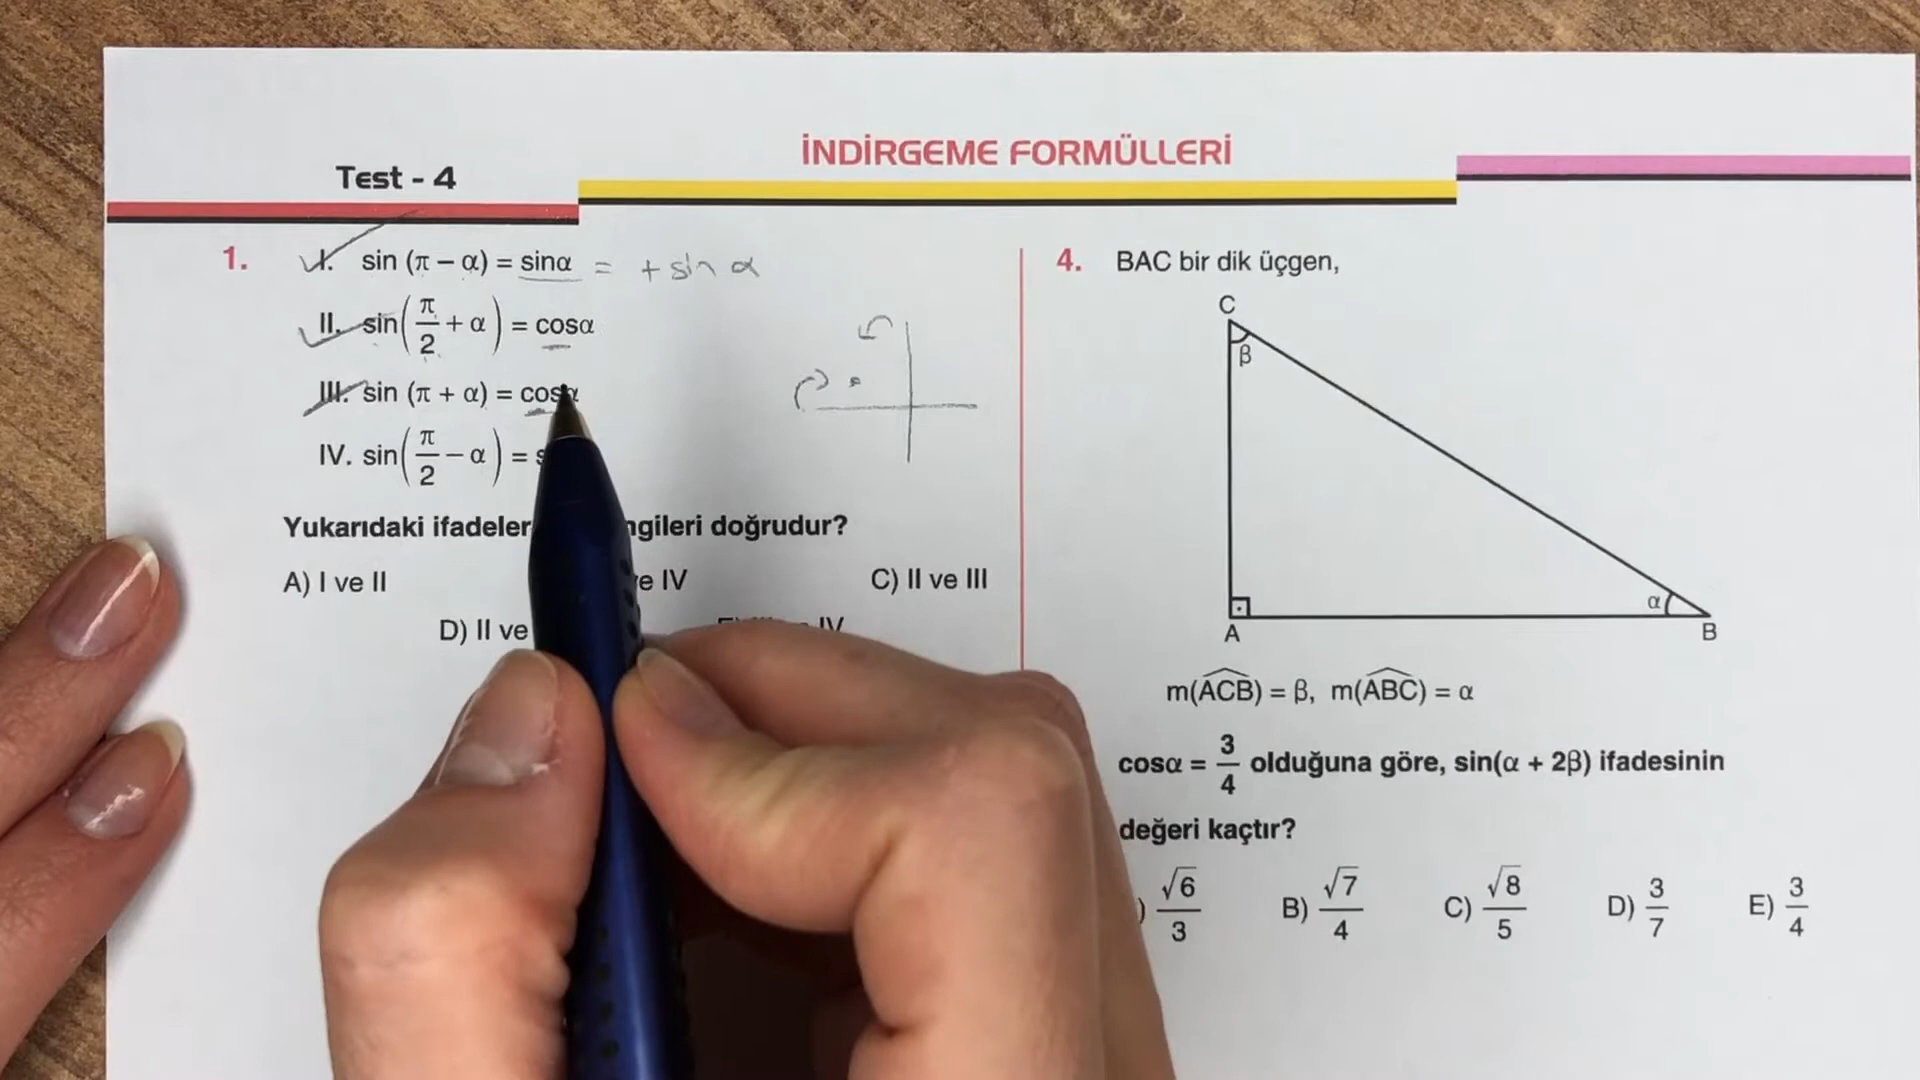 İNDİRGEME FORMÜLLERİ
Test - 4
1. I. sin (π − α) = sinα = + sin α
II. sin(π/2 + α) = cosα
III. sin (π + α) = cosα
IV. sin(π/2 − α) =
Yukarıdaki doğrudur?
A) I ve II IV C) II ve III
D) II ve IV
4. BAC bir dik üçgen,
C
β
α
A B
m(ACB) = β, m(ABC) = α
cosα = 3/4 olduğuna göre, sin(α + 2β) ifadesinin
değeri kaçtır?
) √6/3 B) √7/4 C) √8/5 D) 3/7 E) 3/4